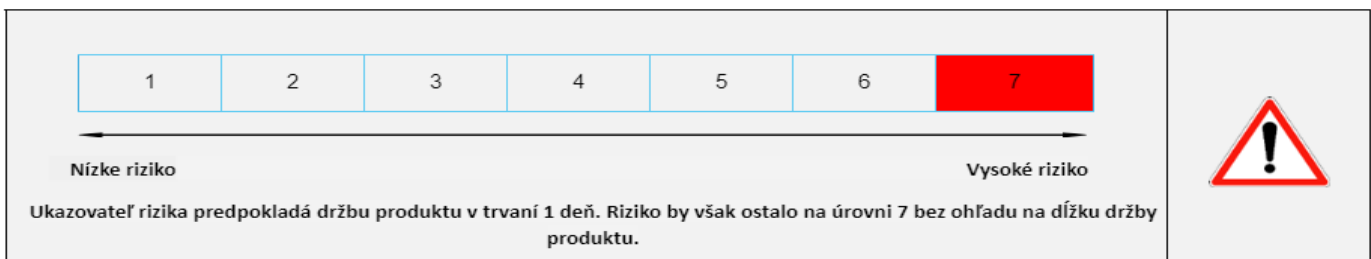 1 2 3 4 5 6 7
Nízke riziko Vysoké riziko
Ukazovateľ rizika predpokladá držbu produktu v trvaní 1 deň. Riziko by však ostalo na úrovni 7 bez ohľadu na dĺžku držby
produktu.